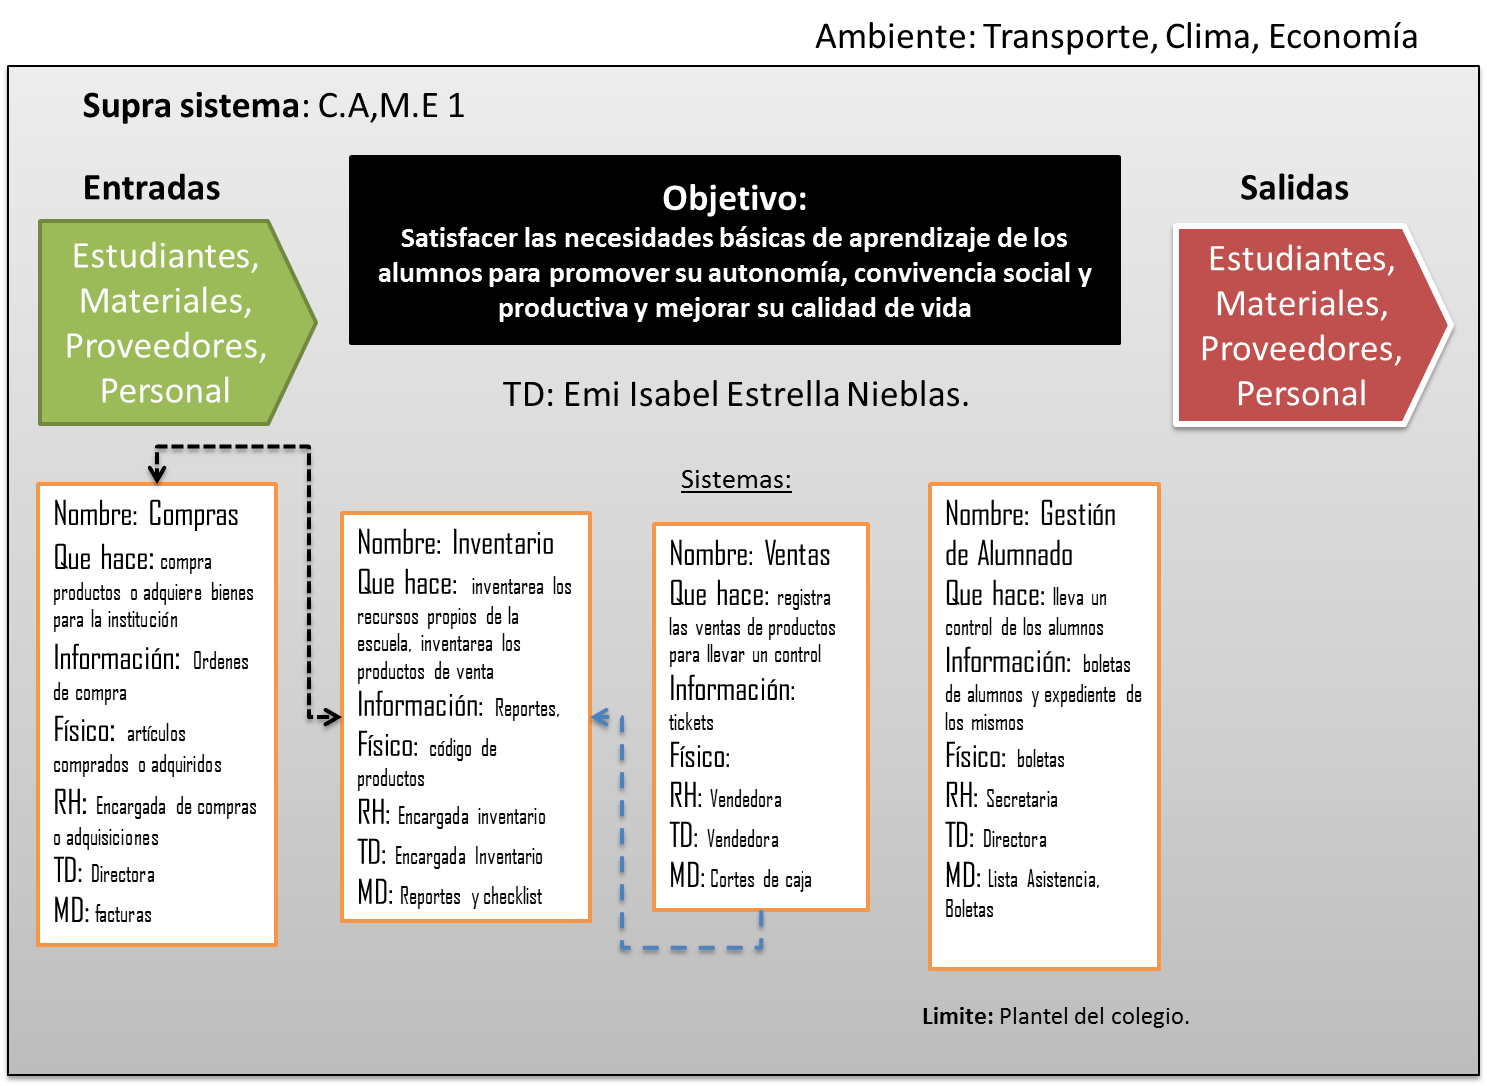 Ambiente: Transporte, Clima, Economía
Supra sistema: C.A,M.E 1
Entradas
Estudiantes,
Materiales,
Proveedores,
Personal
Objetivo:
Satisfacer las necesidades básicas de aprendizaje de los
alumnos para promover su autonomía, convivencia social y
productiva y mejorar su calidad de vida
Salidas
Estudiantes,
Materiales,
Proveedores,
Personal
TD: Emi Isabel Estrella Nieblas.
Sistemas:
Nombre: Compras
Que hace: compra
productos o adquiere bienes
para la institución
Información: Ordenes
de compra
Físico: artículos
comprados o adquiridos
RH: Encargada de compras
o adquisiciones
TD: Directora
MD: facturas
Nombre: Inventario
Que hace: inventarea los
recursos propios de la
escuela, inventarea los
productos de venta
Información: Reportes,
Físico: código de
productos
RH: Encargada inventario
TD: Encargada Inventario
MD: Reportes y checklist
Nombre: Ventas
Que hace: registra
las ventas de productos
para llevar un control
Información:
tickets
Físico:
RH: Vendedora
TD: Vendedora
MD: Cortes de caja
Nombre: Gestión
de Alumnado
Que hace: lleva un
control de los alumnos
Información: boletas
de alumnos y expediente de
los mismos
Físico: boletas
RH: Secretaria
TD: Directora
MD: Lista Asistencia,
Boletas
Limite: Plantel del colegio.